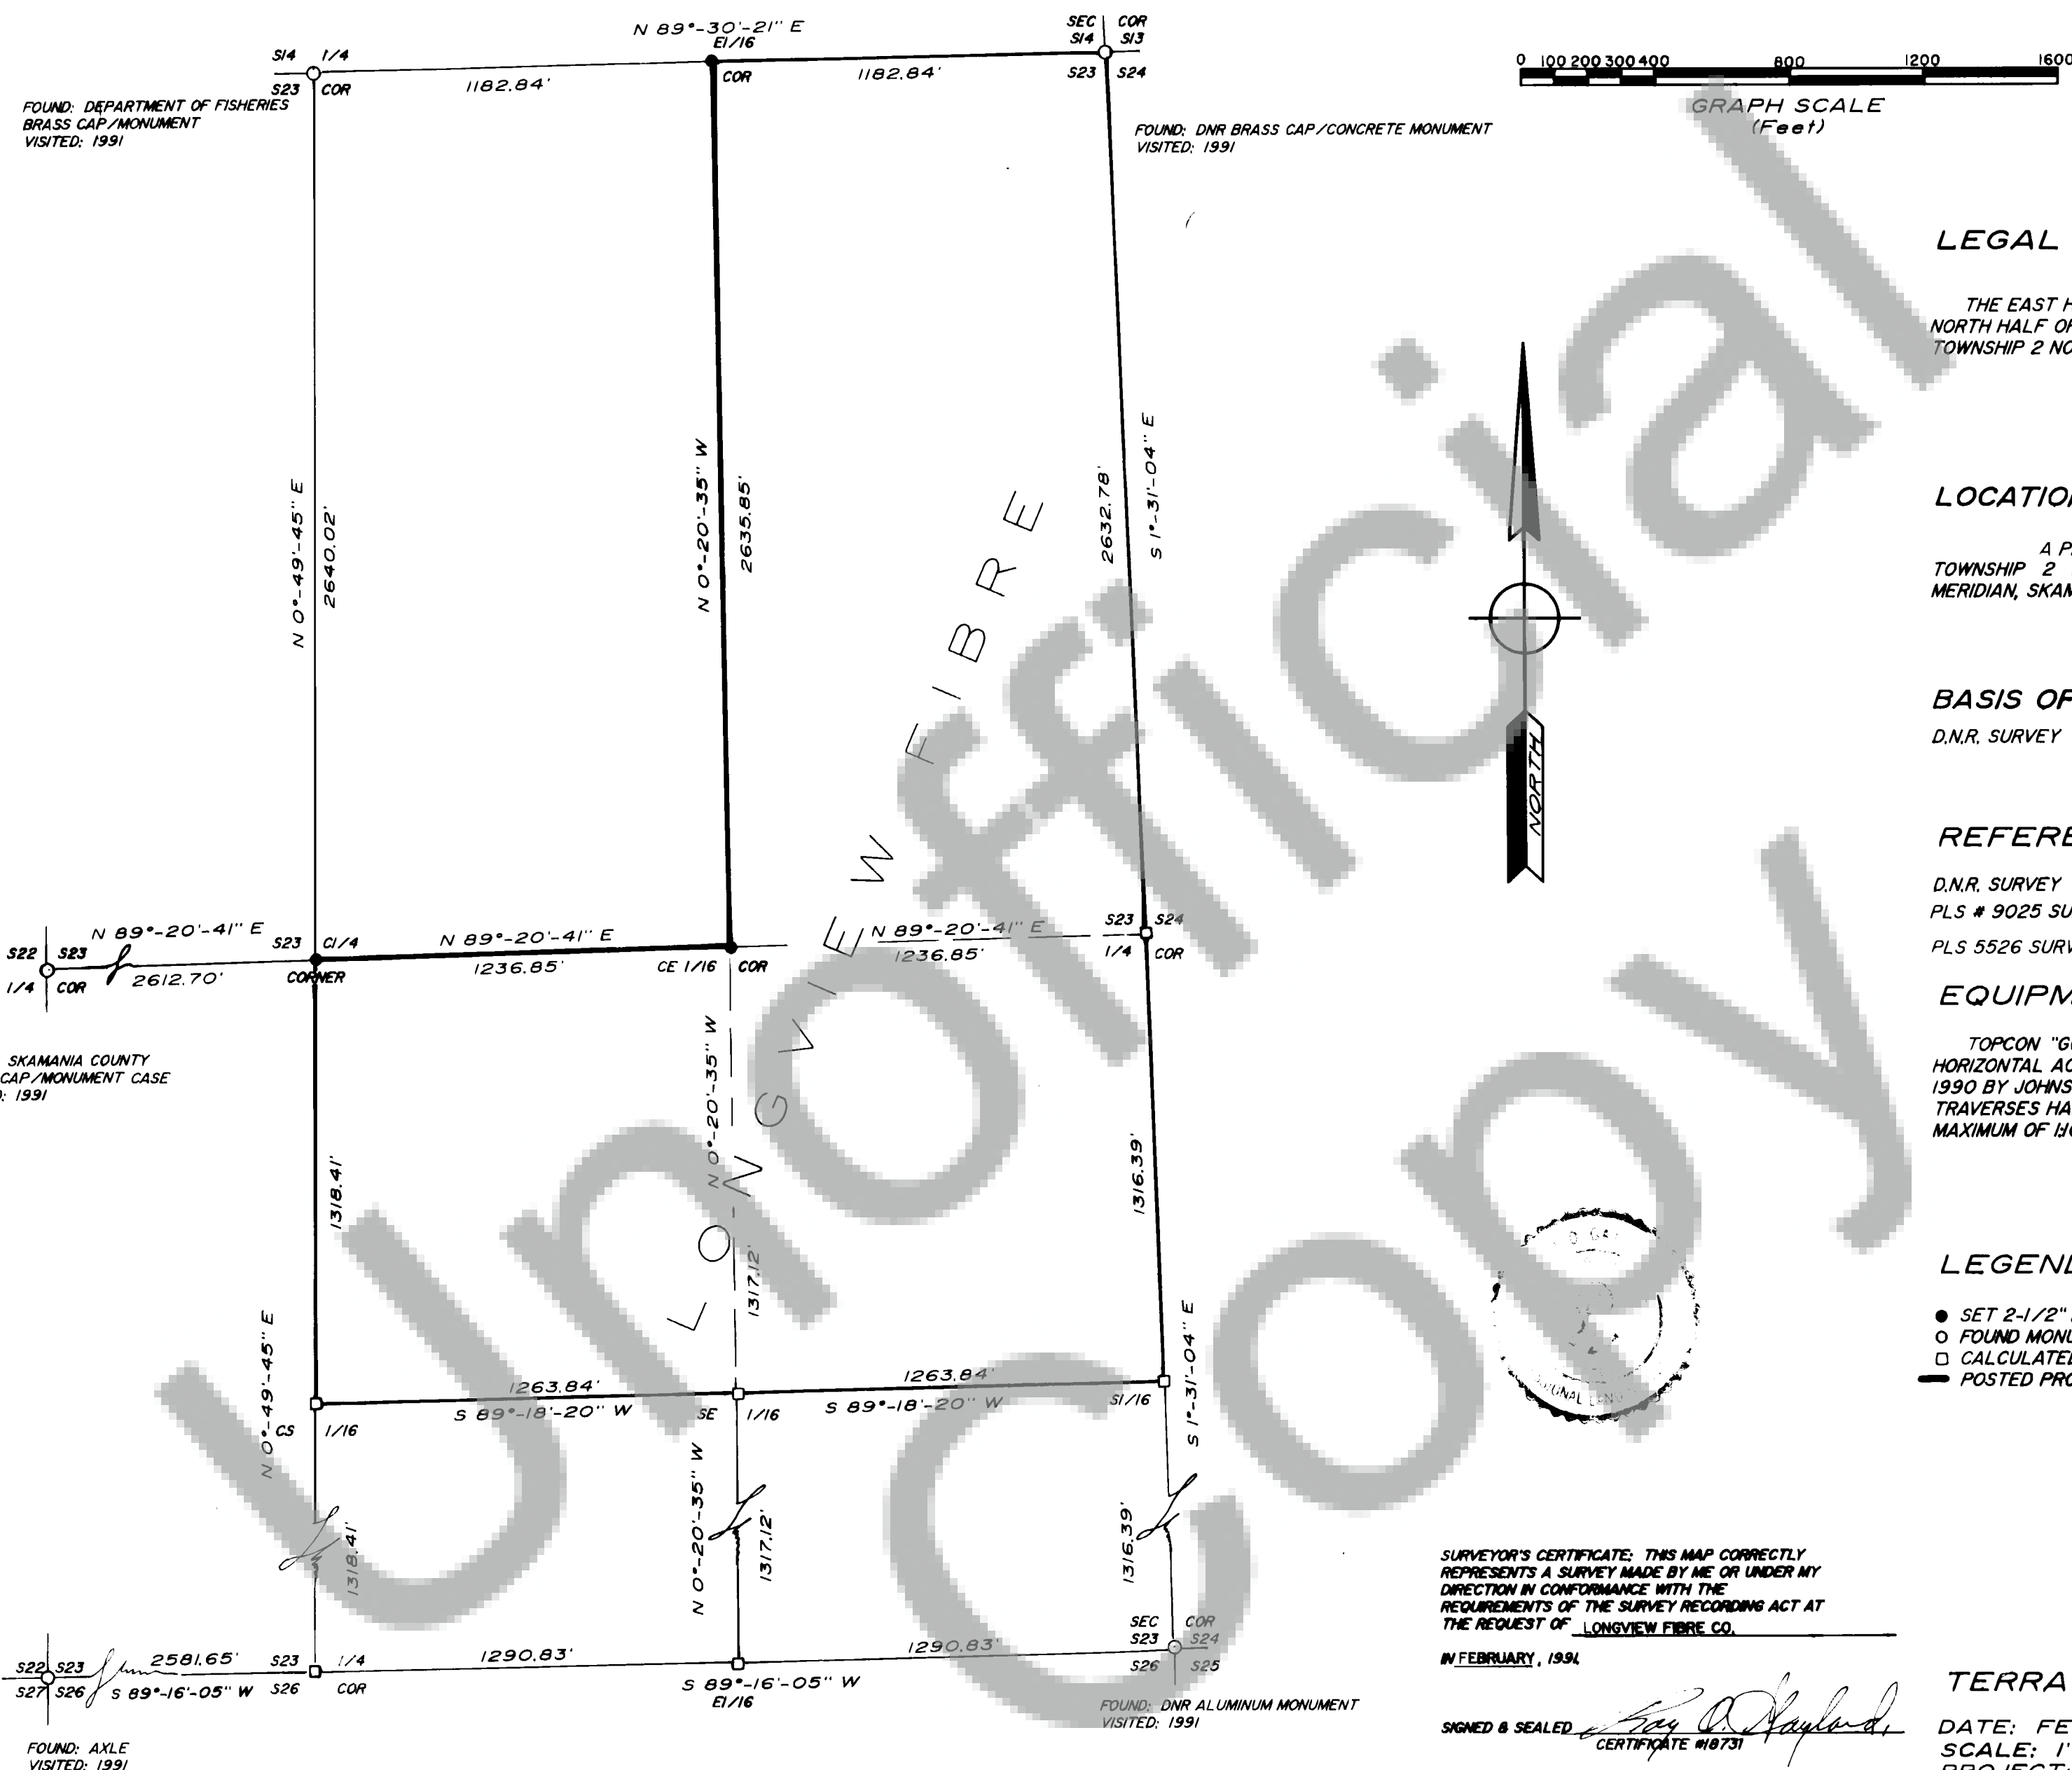 N 89°-30'-21" E
S14 1/4
S23 COR
E1/16
COR
SEC COR
S14 S13
S23 S24
1182.84'
1182.84'
FOUND: DEPARTMENT OF FISHERIES
BRASS CAP/MONUMENT
VISITED: 1991
FOUND: DNR BRASS CAP/CONCRETE MONUMENT
VISITED: 1991
0 100 200 300 400 800 1200 1600
GRAPH SCALE
(Feet)
LEGAL
THE EAST H
NORTH HALF OF
TOWNSHIP 2 NO
N 0°-49'-45" E
2640.02'
N 0°-20'-35" W
2635.85'
2632.78'
S 1°-31'-04" E
LONGVIEW FIBRE
NORTH
LOCATION
A P
TOWNSHIP 2
MERIDIAN, SKAM
BASIS OF
D.N.R. SURVEY
REFERE
D.N.R. SURVEY
PLS # 9025 SU
PLS 5526 SURV
S22 S23
1/4 COR
N 89°-20'-41" E
2612.70'
S23 C1/4
CORNER
N 89°-20'-41" E
1236.85'
CE 1/16 COR
N 89°-20'-41" E
1236.85'
S23 S24
1/4 COR
SKAMANIA COUNTY
CAP/MONUMENT CASE
: 1991
EQUIPM
TOPCON "G
HORIZONTAL AC
1990 BY JOHNS
TRAVERSES HA
MAXIMUM OF
1318.41'
N 0°-20'-35" W
1317.12'
1316.39'
N 0°-49'-45" E
S 1°-31'-04" E
1263.84'
S 89°-18'-20" W
1263.84'
S 89°-18'-20" W
CS 1/16
SE 1/16
S1/16
LEGEND
SET 2-1/2"
FOUND MONU
CALCULATED
POSTED PRO
1318.41'
N 0°-20'-35" W
1317.12'
1316.39'
SURVEYOR'S CERTIFICATE: THIS MAP CORRECTLY
REPRESENTS A SURVEY MADE BY ME OR UNDER MY
DIRECTION IN CONFORMANCE WITH THE
REQUIREMENTS OF THE SURVEY RECORDING ACT AT
THE REQUEST OF LONGVIEW FIBRE CO.
IN FEBRUARY, 1991.
S22 S23
S27 S26
2581.65'
S 89°-16'-05" W
S23 1/4
S26 COR
1290.83'
1290.83'
S 89°-16'-05" W
E1/16
SEC COR
S23 S24
S26 S25
FOUND: DNR ALUMINUM MONUMENT
VISITED: 1991
SIGNED & SEALED Ray O. Gaylord,
CERTIFICATE #18731
FOUND: AXLE
VISITED: 1991
TERRA
DATE: FE
SCALE: 1"
PROJECT:
Unofficial
Copy